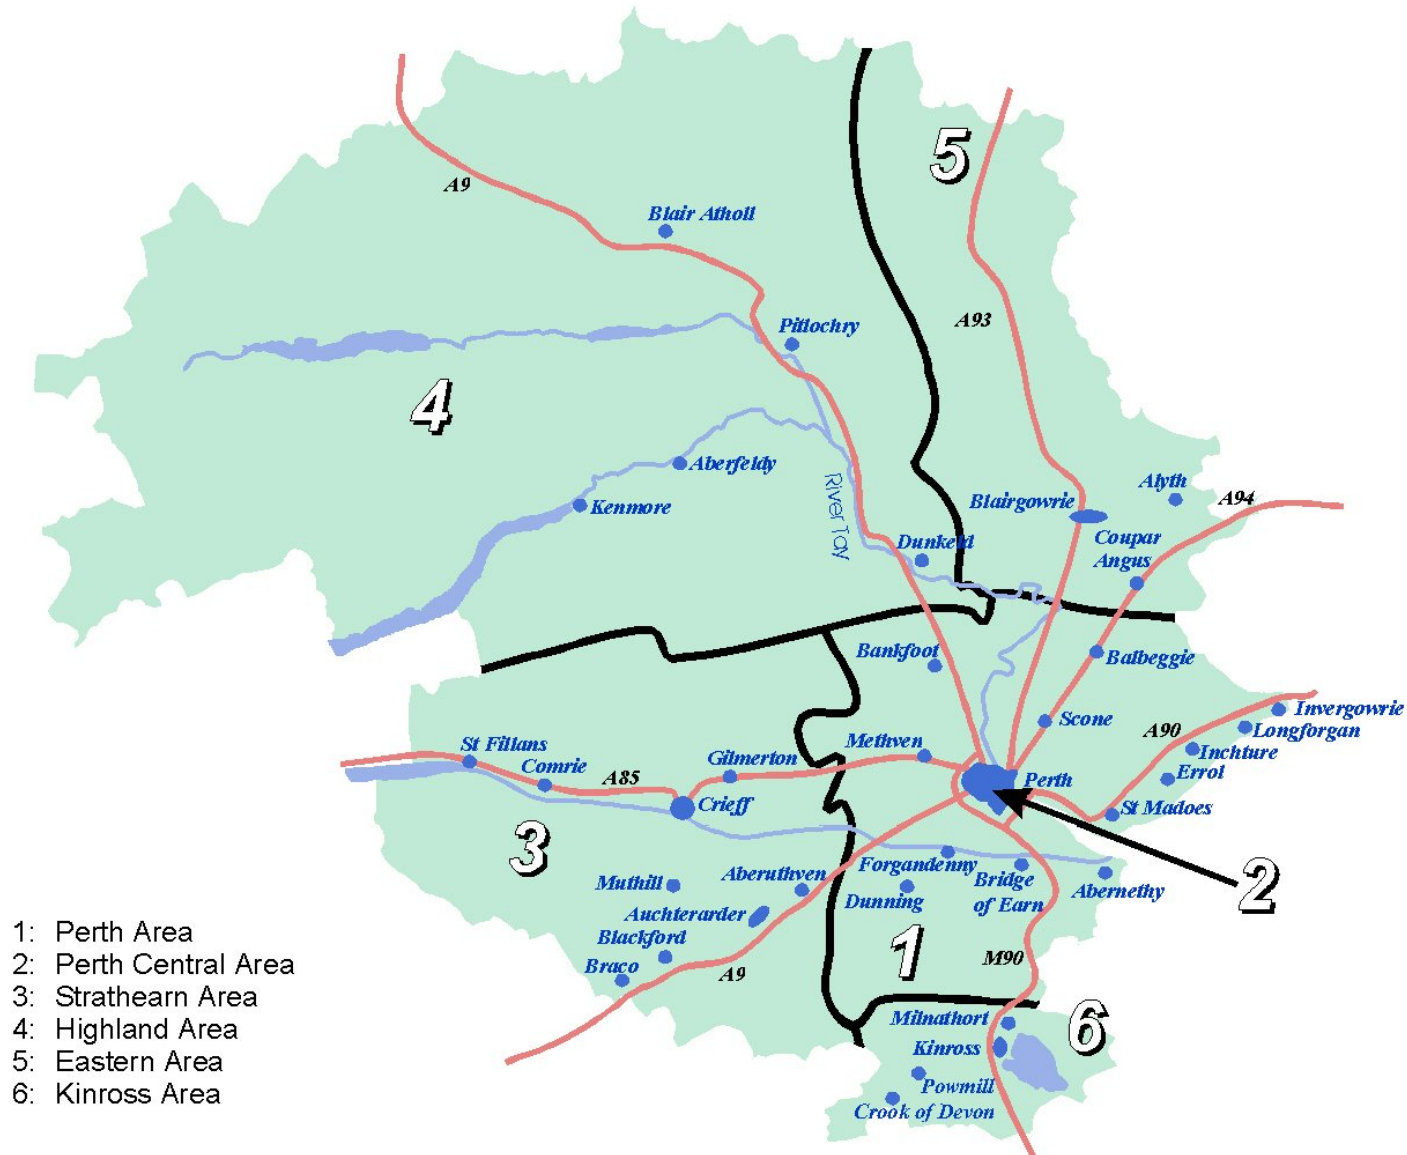 5
A9
Blair Atholl
A93
Pitlochry
4
Aberfeldy
Kenmore
River Tay
Alyth
A94
Blairgowrie
Coupar
Angus
Dunkeld
Bankfoot
Balbeggie
Scone
A90
Invergowrie
Longforgan
Inchture
Errol
St Madoes
St Fillans
Comrie
A85
Gilmerton
Methven
Perth
Crieff
3
Muthill
Aberuthven
Forgandenny
Dunning
Bridge
of Earn
Abernethy
2
Auchterarder
Blackford
Braco
A9
1
M90
Milnathort
6
Kinross
Powmill
Crook of Devon
1: Perth Area
2: Perth Central Area
3: Strathearn Area
4: Highland Area
5: Eastern Area
6: Kinross Area